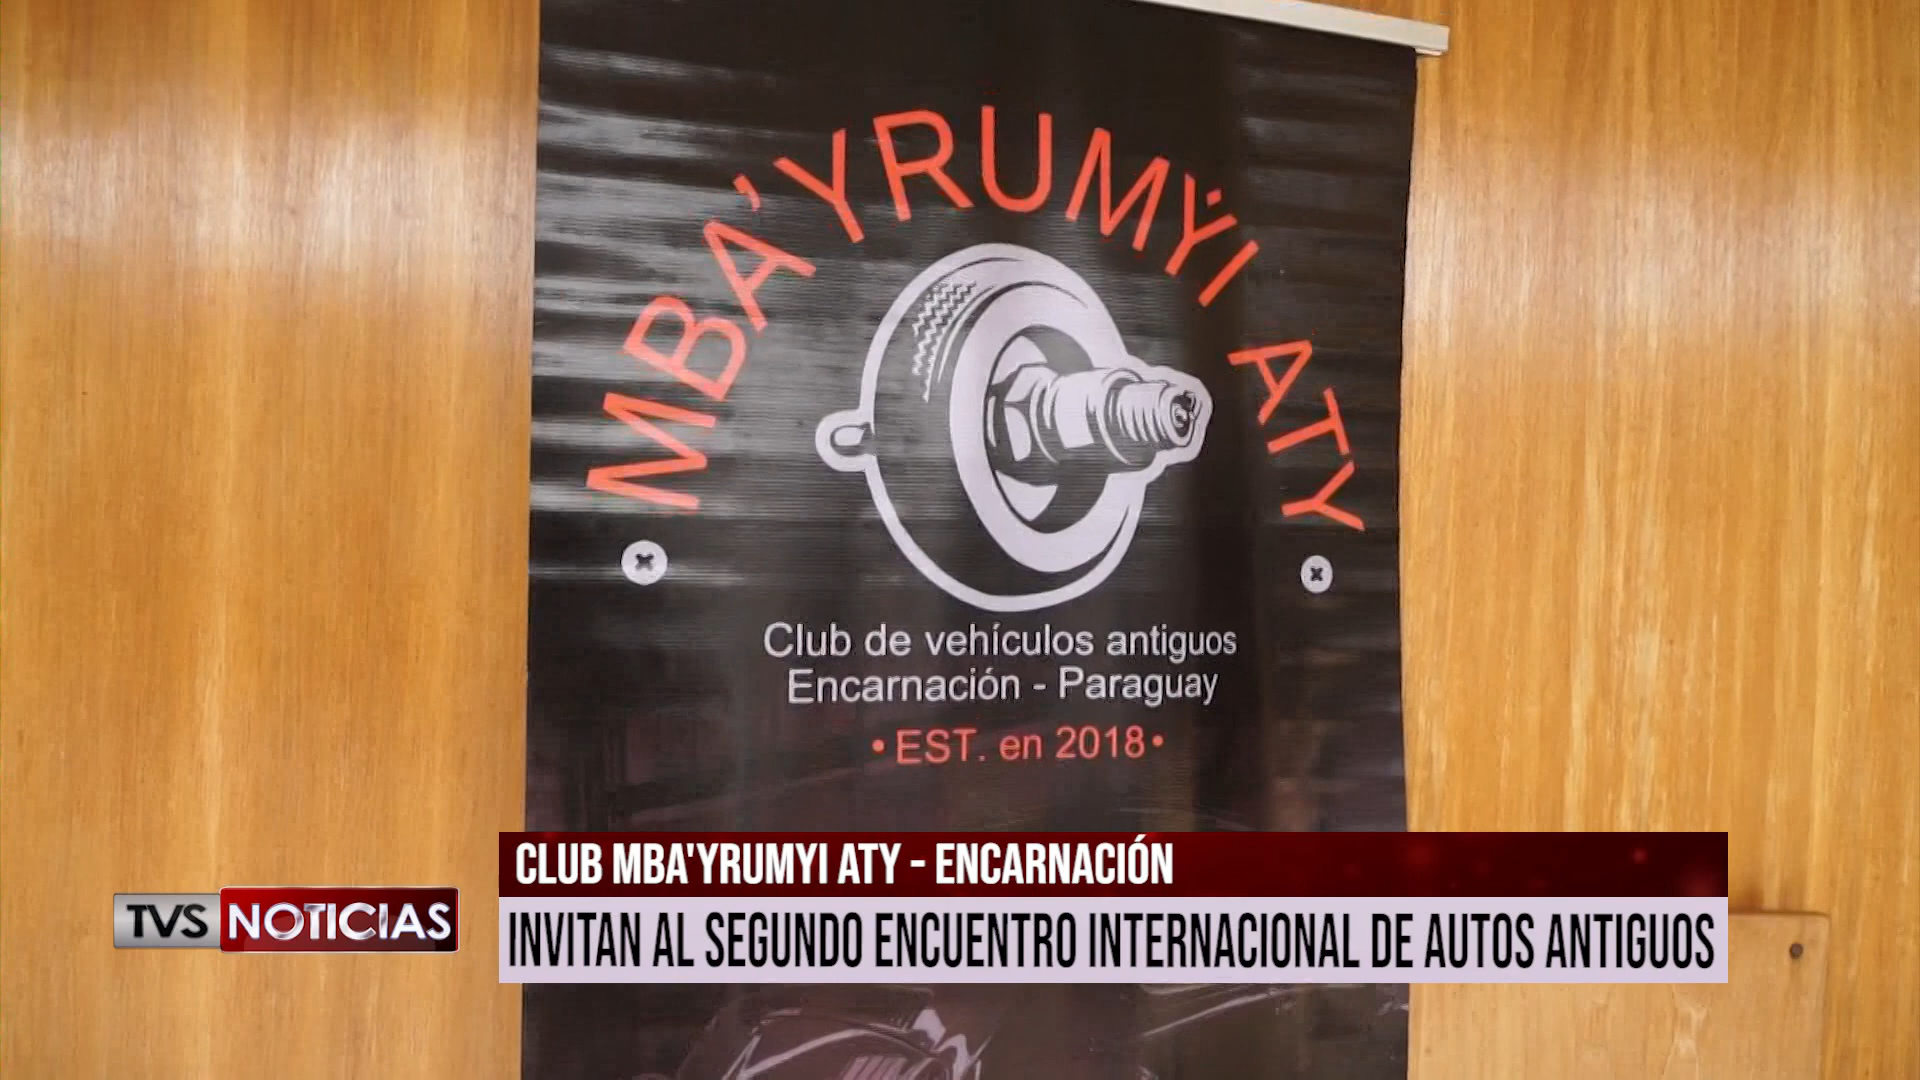 MBA'YRUMỲI ATY
Club de vehículos antiguos
Encarnación - Paraguay
• EST. en 2018 •
CLUB MBA'YRUMYI ATY - ENCARNACIÓN
TVS NOTICIAS
INVITAN AL SEGUNDO ENCUENTRO INTERNACIONAL DE AUTOS ANTIGUOS